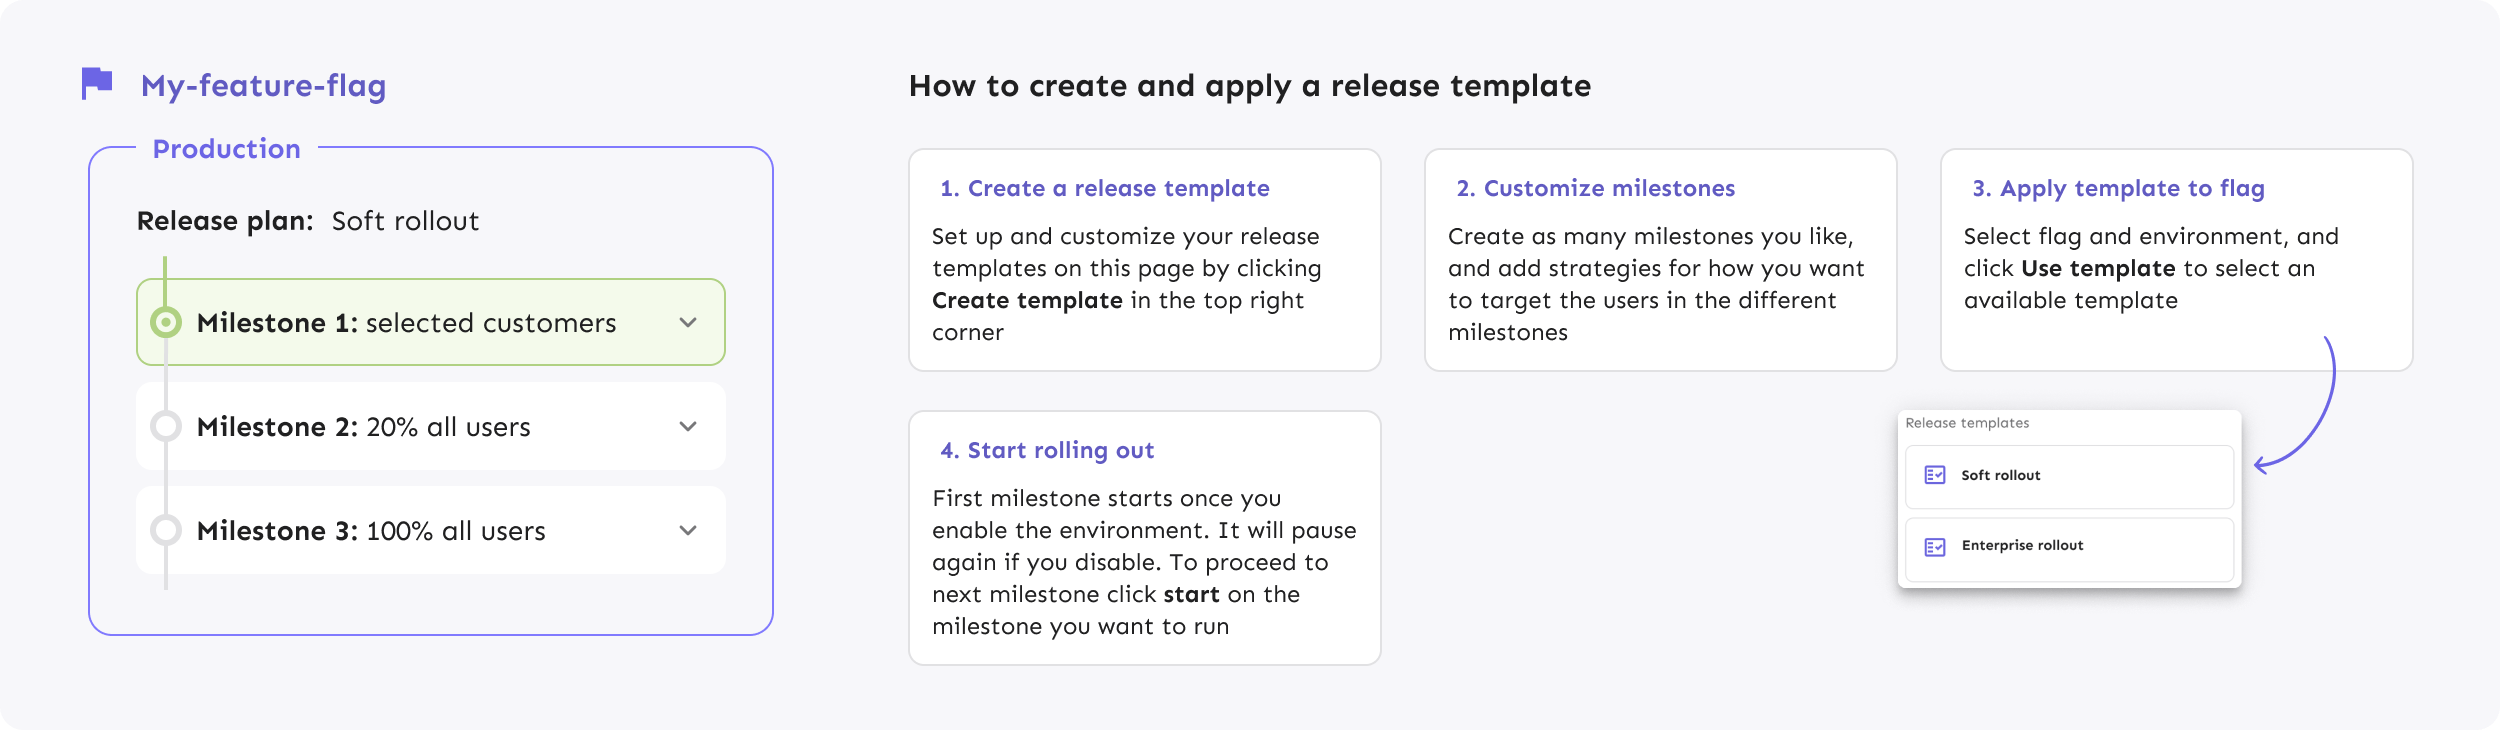 My-feature-flag
Production
Release plan: Soft rollout
Milestone 1: selected customers
Milestone 2: 20% all users
Milestone 3: 100% all users
How to create and apply a release template
1. Create a release template
Set up and customize your release
templates on this page by clicking
Create template in the top right
corner
2. Customize milestones
Create as many milestones you like,
and add strategies for how you want
to target the users in the different
milestones
3. Apply template to flag
Select flag and environment, and
click Use template to select an
available template
Release templates
Soft rollout
Enterprise rollout
4. Start rolling out
First milestone starts once you
enable the environment. It will pause
again if you disable. To proceed to
next milestone click start on the
milestone you want to run